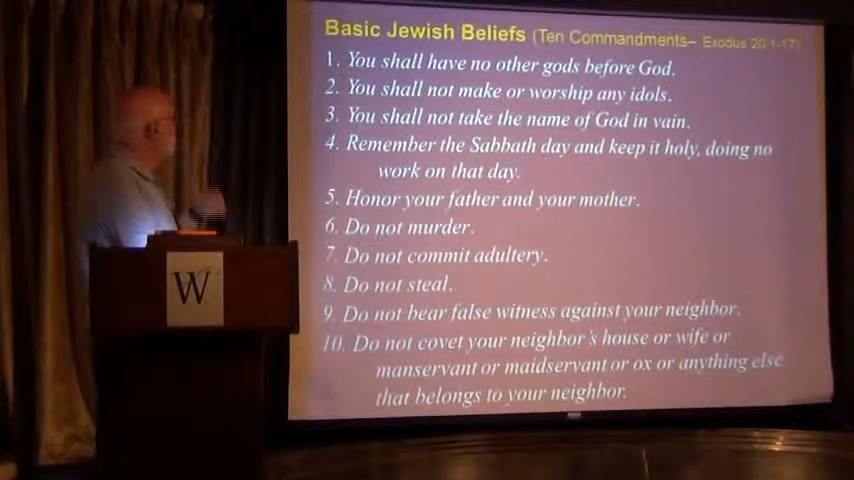 Basic Jewish Beliefs (Ten Commandments– Exodus 20:1-17)
1. You shall have no other gods before God.
2. You shall not make or worship any idols.
3. You shall not take the name of God in vain.
4. Remember the Sabbath day and keep it holy, doing no
work on that day.
5. Honor your father and your mother.
6. Do not murder.
7. Do not commit adultery.
8. Do not steal.
9. Do not bear false witness against your neighbor.
10. Do not covet your neighbor's house or wife or
manservant or maidservant or ox or anything else
that belongs to your neighbor.
W